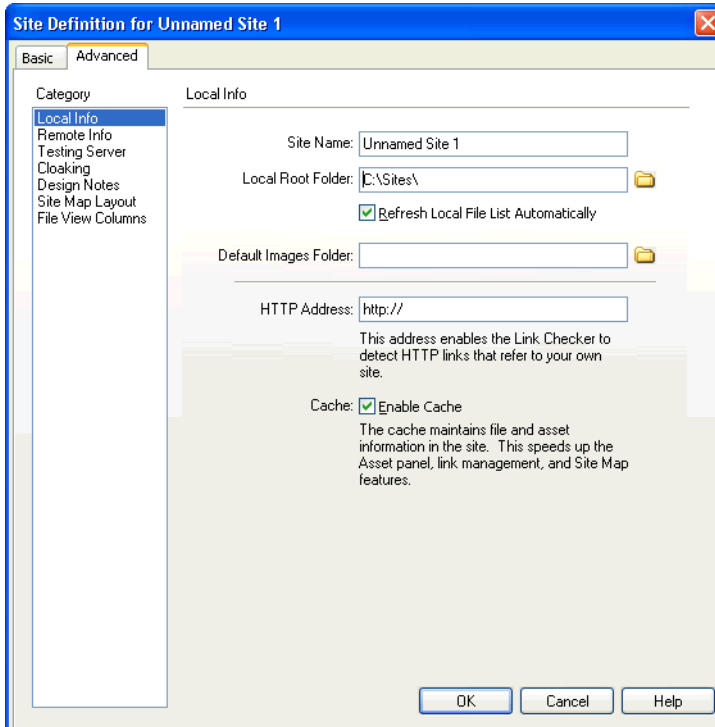 Site Definition for Unnamed Site 1
Basic
Advanced
Category
Local Info
Remote Info
Testing Server
Cloaking
Design Notes
Site Map Layout
File View Columns
Local Info
Site Name: Unnamed Site 1
Local Root Folder: C:\Sites\
Refresh Local File List Automatically
Default Images Folder:
HTTP Address: http://
This address enables the Link Checker to
detect HTTP links that refer to your own
site.
Cache: Enable Cache
The cache maintains file and asset
information in the site. This speeds up the
Asset panel, link management, and Site Map
features.
OK
Cancel
Help